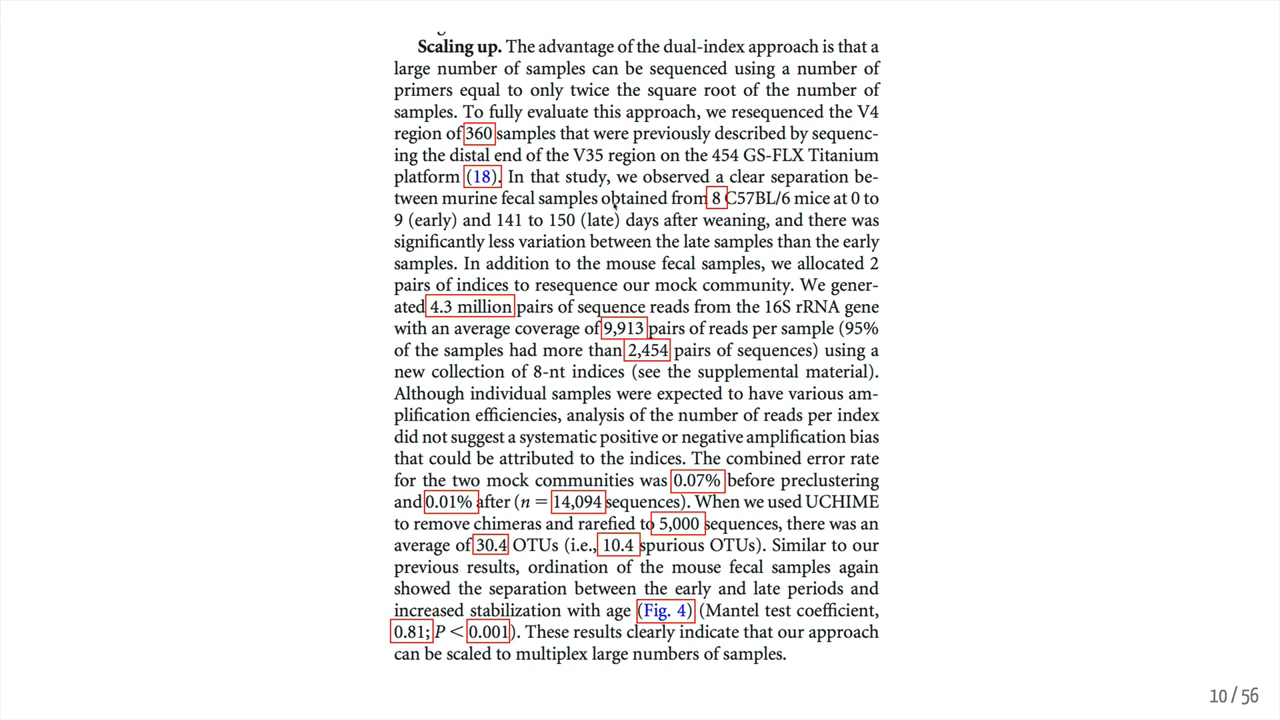 Scaling up. The advantage of the dual-index approach is that a
large number of samples can be sequenced using a number of
primers equal to only twice the square root of the number of
samples. To fully evaluate this approach, we resequenced the V4
region of 360 samples that were previously described by sequenc-
ing the distal end of the V35 region on the 454 GS-FLX Titanium
platform (18). In that study, we observed a clear separation be-
tween murine fecal samples obtained from 8 C57BL/6 mice at 0 to
9 (early) and 141 to 150 (late) days after weaning, and there was
significantly less variation between the late samples than the early
samples. In addition to the mouse fecal samples, we allocated 2
pairs of indices to resequence our mock community. We gener-
ated 4.3 million pairs of sequence reads from the 16S rRNA gene
with an average coverage of 9,913 pairs of reads per sample (95%
of the samples had more than 2,454 pairs of sequences) using a
new collection of 8-nt indices (see the supplemental material).
Although individual samples were expected to have various am-
plification efficiencies, analysis of the number of reads per index
did not suggest a systematic positive or negative amplification bias
that could be attributed to the indices. The combined error rate
for the two mock communities was 0.07% before preclustering
and 0.01% after (n = 14,094 sequences). When we used UCHIME
to remove chimeras and rarefied to 5,000 sequences, there was an
average of 30.4 OTUs (i.e., 10.4 spurious OTUs). Similar to our
previous results, ordination of the mouse fecal samples again
showed the separation between the early and late periods and
increased stabilization with age (Fig. 4) (Mantel test coefficient,
0.81; P < 0.001). These results clearly indicate that our approach
can be scaled to multiplex large numbers of samples.
10 / 56